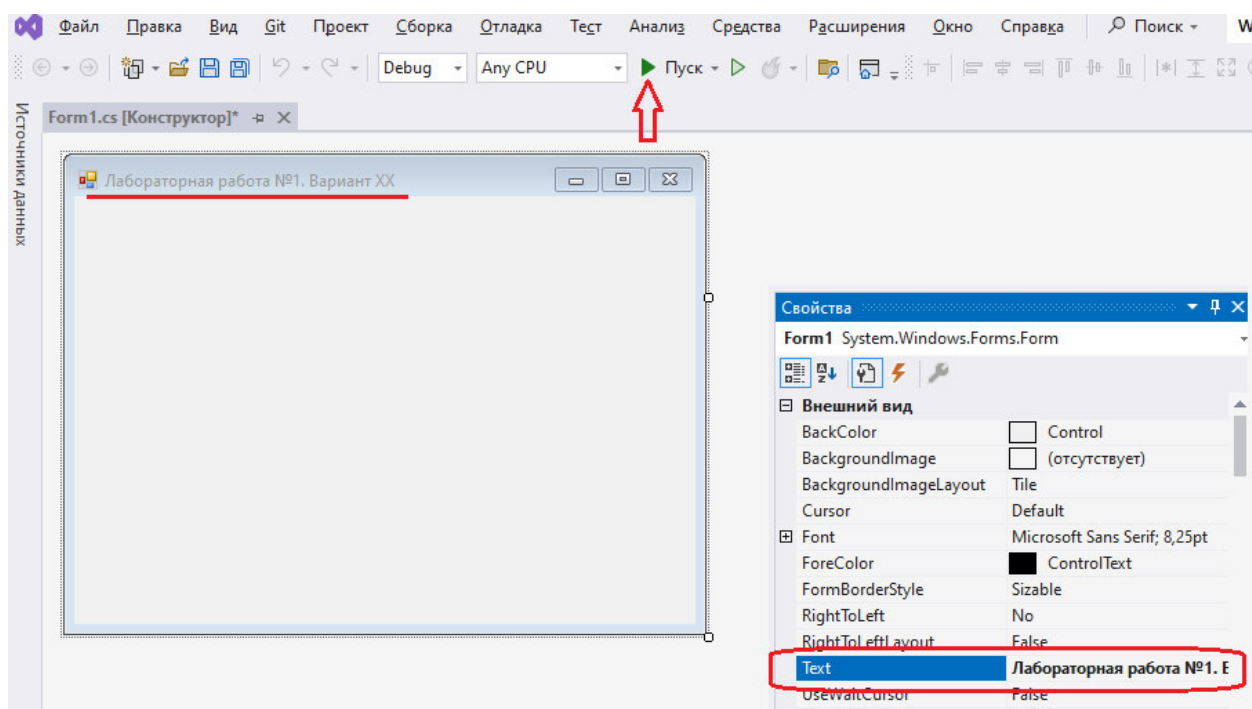 Файл Правка Вид Git Проект Сборка Отладка Тест Анализ Средства Расширения Окно Справка Поиск W
Debug Any CPU Пуск
Источники данных
Form1.cs [Конструктор]*
Лабораторная работа №1. Вариант XX
Свойства
Form1 System.Windows.Forms.Form
Внешний вид
BackColor Control
BackgroundImage (отсутствует)
BackgroundImageLayout Tile
Cursor Default
Font Microsoft Sans Serif; 8,25pt
ForeColor ControlText
FormBorderStyle Sizable
RightToLeft No
RightToLeftLayout False
Text Лабораторная работа №1. В
UseWaitCursor False